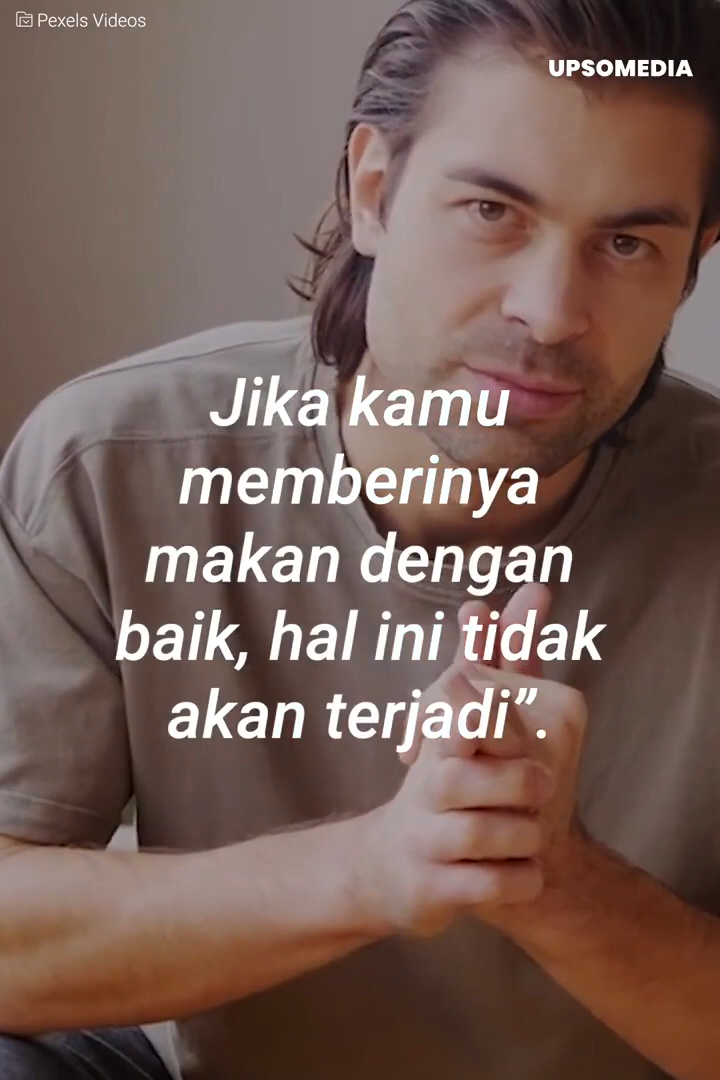 Pexels Videos
UPSOMEDIA
Jika kamu
memberinya
makan dengan
baik, hal ini tidak
akan terjadi”.